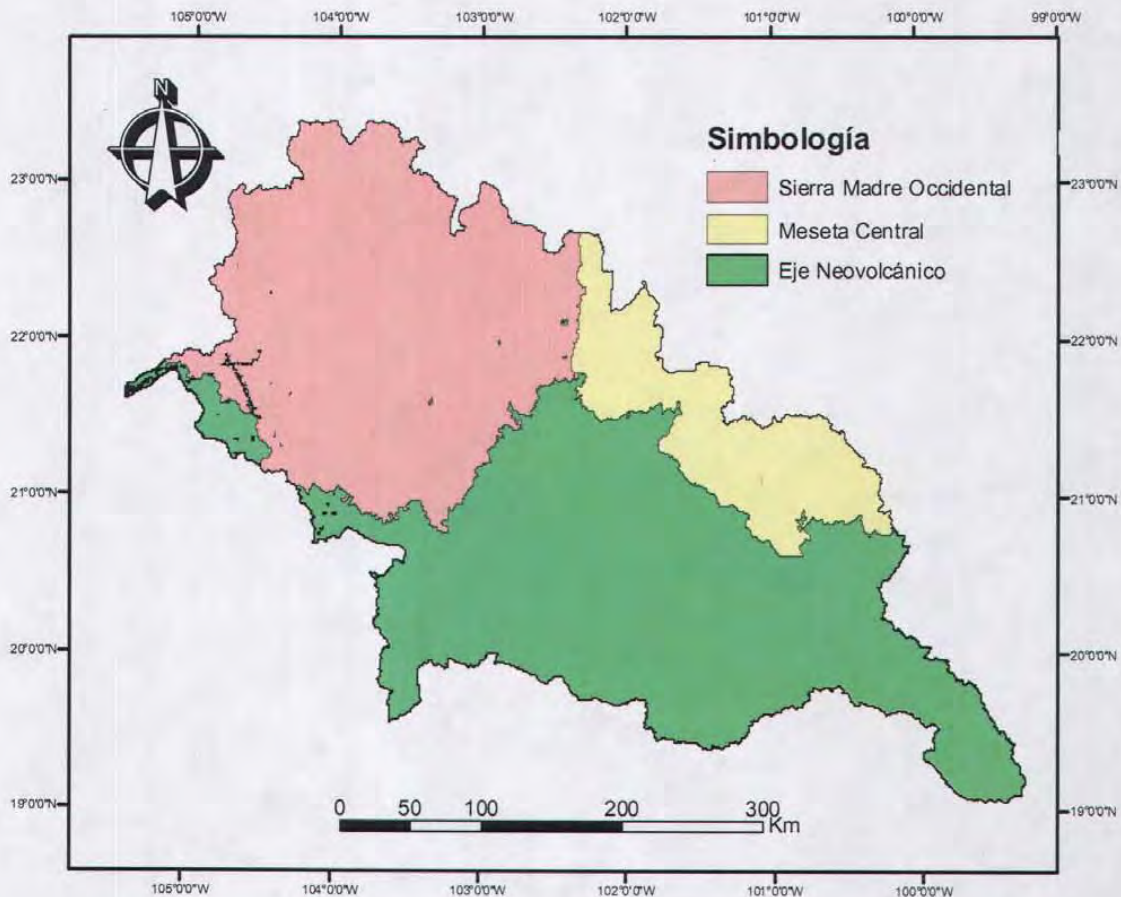 105°0'0"W 104°0'0"W 103°0'0"W 102°0'0"W 101°0'0"W 100°0'0"W 99°0'0"W
N
Simbología
23°0'0"N Sierra Madre Occidental 23°0'0"N
Meseta Central
Eje Neovolcánico
22°0'0"N 22°0'0"N
21°0'0"N 21°0'0"N
20°0'0"N 20°0'0"N
19°0'0"N 0 50 100 200 300 19°0'0"N
Km
105°0'0"W 104°0'0"W 103°0'0"W 102°0'0"W 101°0'0"W 100°0'0"W